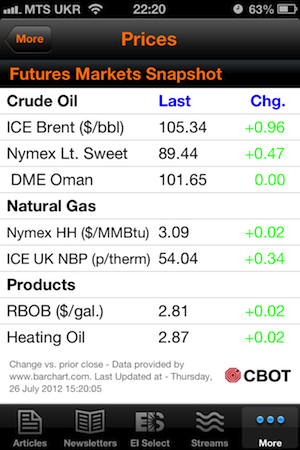 MTS UKR 22:20 63%
More Prices
Futures Markets Snapshot
Crude Oil Last Chg.
ICE Brent ($/bbl) 105.34 +0.96
Nymex Lt. Sweet 89.44 +0.47
DME Oman 101.65 0.00
Natural Gas
Nymex HH ($/MMBtu) 3.09 +0.02
ICE UK NBP (p/therm) 54.04 +0.34
Products
RBOB ($/gal.) 2.81 +0.02
Heating Oil 2.87 +0.02
Change vs. prior close - Data provided by
www.barchart.com. Last Updated at - Thursday,
26 July 2012 15:20:05
CBOT
Articles Newsletters EI Select Streams More